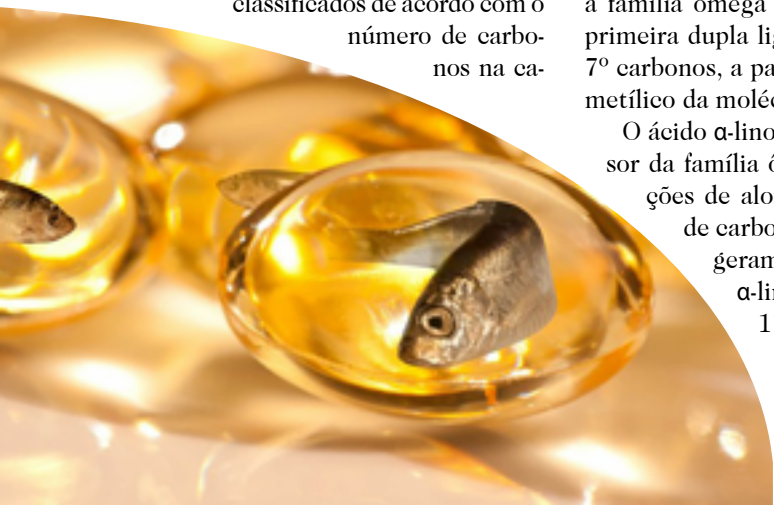 classificados de acordo com o
número de carbo-
nos na ca-
a família ômega
primeira dupla lig
7º carbonos, a pa
metílico da moléc
O ácido α-lino
sor da família ô
ções de alo
de carbo
geram
α-lin
1